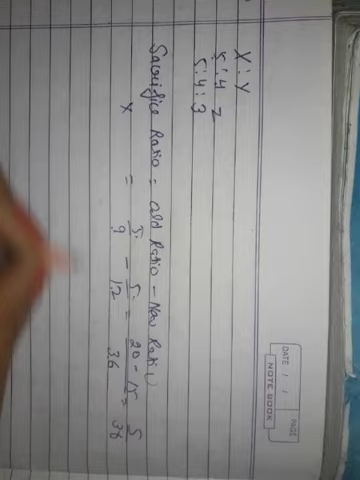 DATE / /
PAGE
NOTE BOOK
X : Y
5 : 4 Z
5 : 4 : 3
Sacrifice Ratio = Old Ratio - New Ratio
X = 5/9 - 5/12 = 20 - 15/36 = 5/36